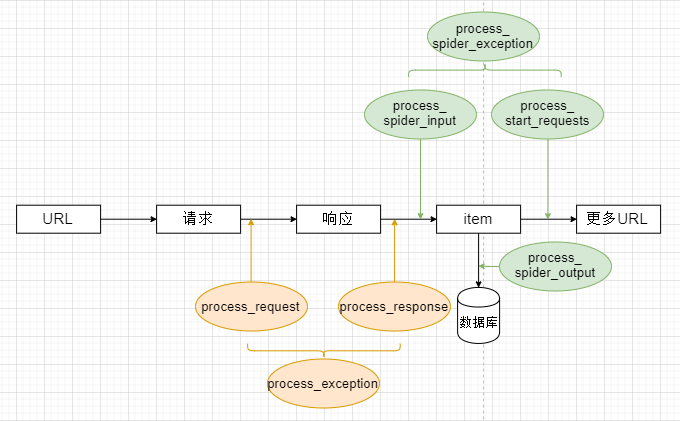 process_
spider_exception
process_
spider_input
process_
start_requests
URL
请求
响应
item
更多URL
process_
spider_output
process_request
process_response
数据库
process_exception